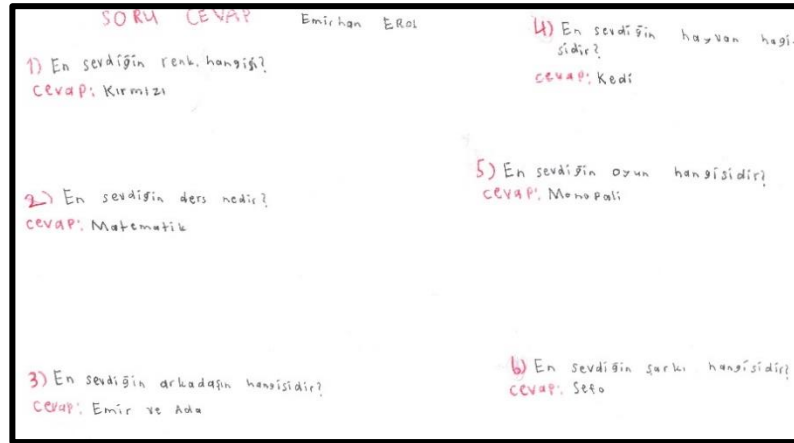 SORU CEVAP Emirhan EROL
1) En sevdiğin renk, hangisi?
cevap: Kırmızı
2) En sevdiğin ders nedir?
cevap: Matematik
3) En sevdiğin arkadaşın hangisidir?
cevap: Emir ve Ada
4) En sevdiğin hayvan hagi-
sidir?
cevap: Kedi
5) En sevdiğin oyun hangisidir?
cevap: Monopali
6) En sevdiğin şarkı hangisidir?
cevap: Sefo